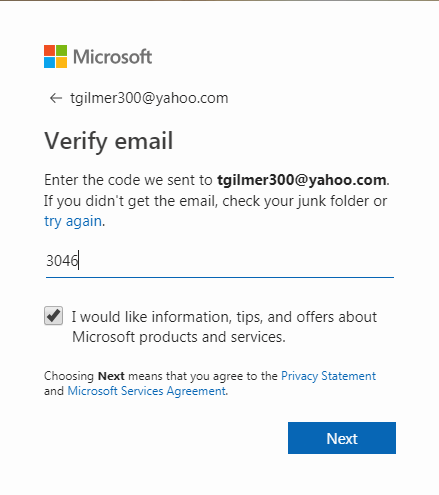 Microsoft
← tgilmer300@yahoo.com
Verify email
Enter the code we sent to tgilmer300@yahoo.com.
If you didn't get the email, check your junk folder or
try again.
3046
I would like information, tips, and offers about
Microsoft products and services.
Choosing Next means that you agree to the Privacy Statement
and Microsoft Services Agreement.
Next